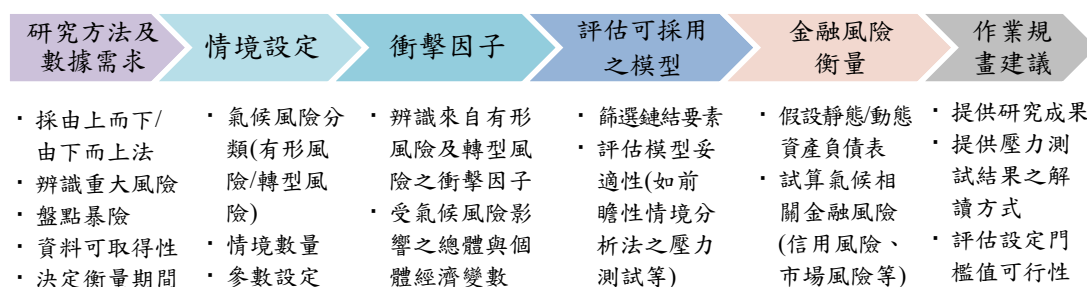 研究方法及
數據需求
情境設定
衝擊因子
評估可採用
之模型
金融風險
衡量
作業規
畫建議
· 採由上而下/
由下而上法
· 辨識重大風險
· 盤點暴險
· 資料可取得性
· 決定衡量期間
· 氣候風險分
類(有形風
險/轉型風
險)
· 情境數量
· 參數設定
· 辨識來自有形
風險及轉型風
險之衝擊因子
· 受氣候風險影
響之總體與個
體經濟變數
· 篩選鏈結要素
· 評估模型妥
適性(如前
瞻性情境分
析法之壓力
測試等)
· 假設靜態/動態
資產負債表
· 試算氣候相
關金融風險
(信用風險、
市場風險等)
· 提供研究成果
· 提供壓力測
試結果之解
讀方式
· 評估設定門
檻值可行性